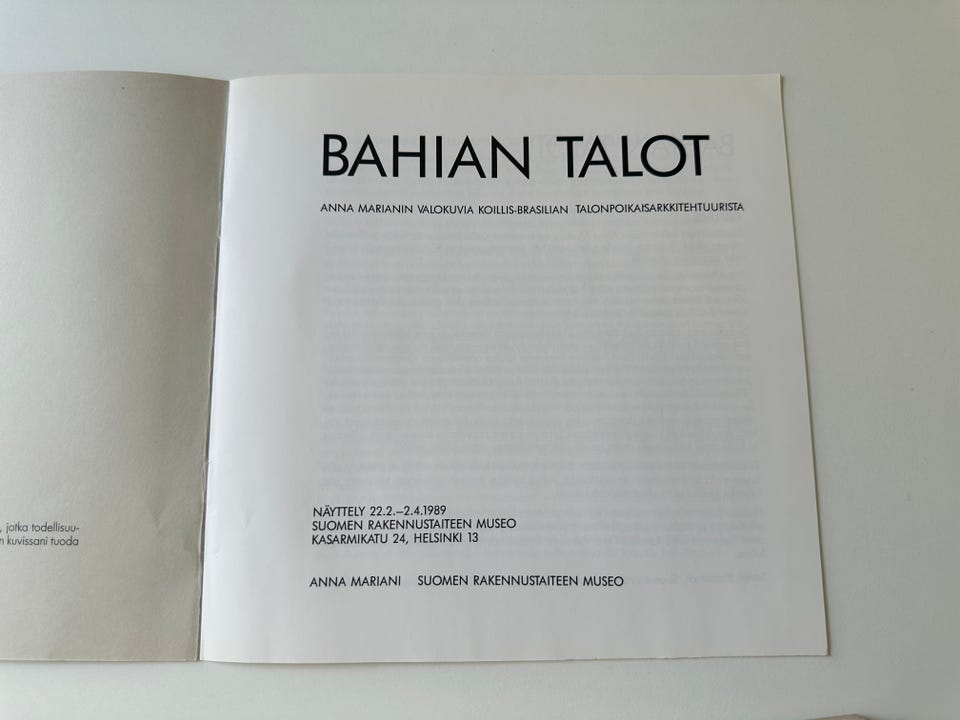 , jotka todellisuu-
n kuvissani tuoda
BAHIAN TALOT
ANNA MARIANIN VALOKUVIA KOILLIS-BRASILIAN TALONPOIKAISARKKITEHTUURISTA
NÄYTTELY 22.2.–2.4.1989
SUOMEN RAKENNUSTAITEEN MUSEO
KASARMIKATU 24, HELSINKI 13
ANNA MARIANI SUOMEN RAKENNUSTAITEEN MUSEO